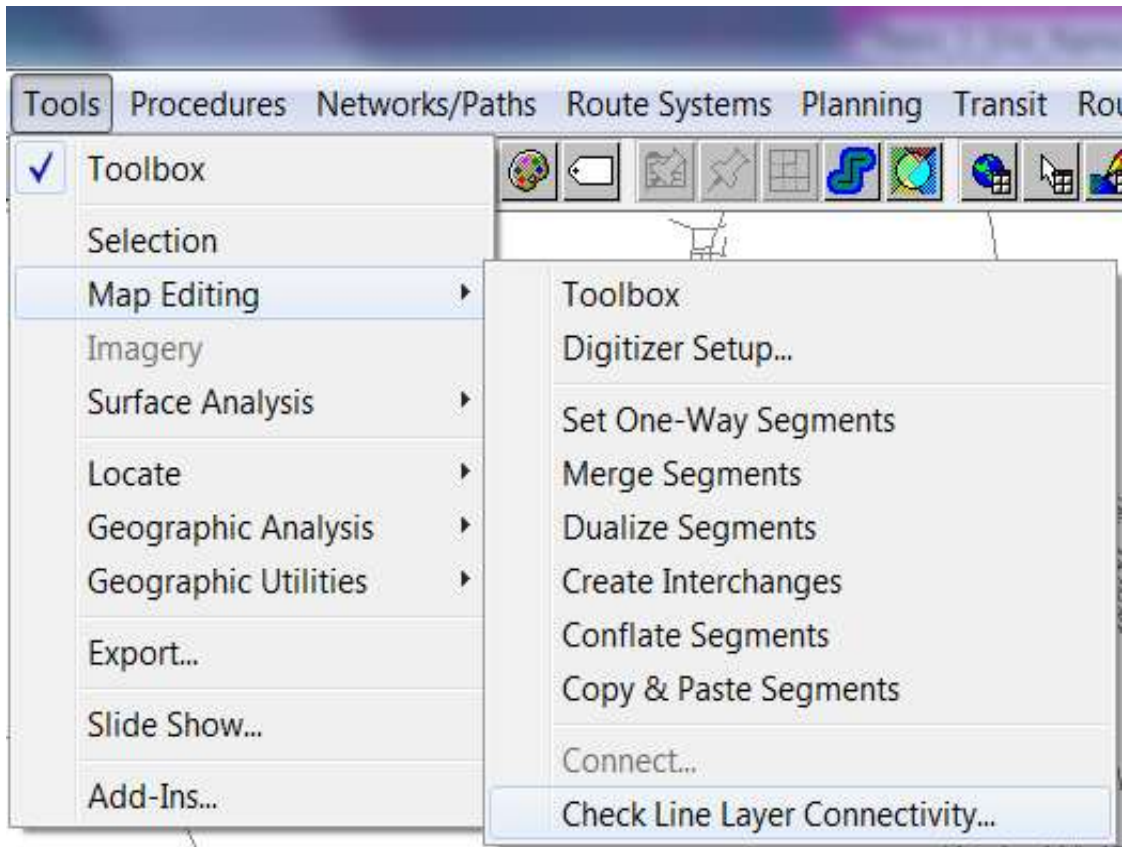 Tools Procedures Networks/Paths Route Systems Planning Transit Rou
Toolbox
Selection
Map Editing
Imagery
Surface Analysis
Locate
Geographic Analysis
Geographic Utilities
Export...
Slide Show...
Add-Ins...
Toolbox
Digitizer Setup...
Set One-Way Segments
Merge Segments
Dualize Segments
Create Interchanges
Conflate Segments
Copy & Paste Segments
Connect...
Check Line Layer Connectivity...